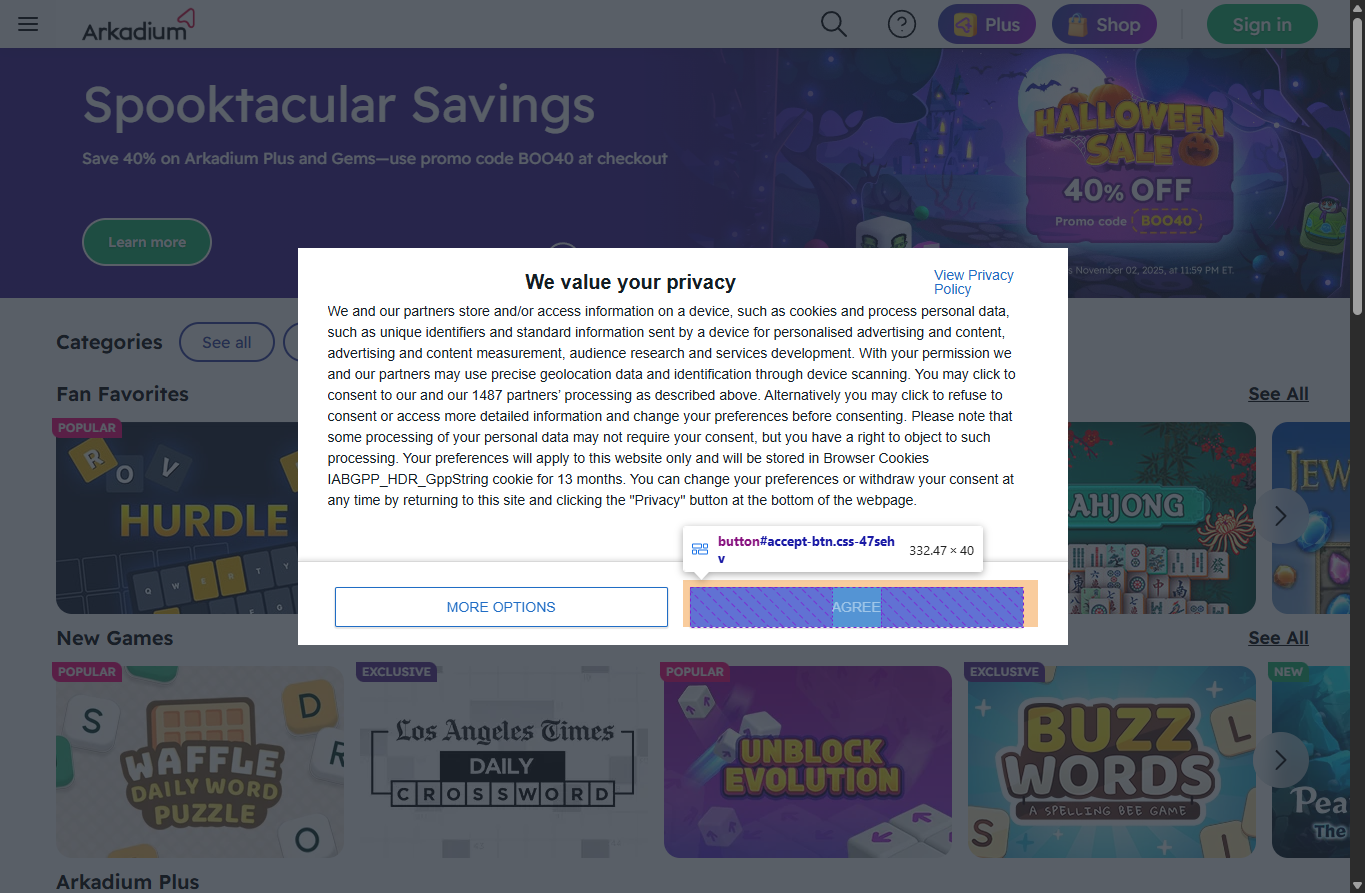 Arkadium
Plus
Shop
Sign in
Spooktacular Savings
Save 40% on Arkadium Plus and Gems—use promo code BOO40 at checkout
Learn more
HALLOWEEN
SALE
40% OFF
Promo code BOO40
s November 02, 2025, at 11:59 PM ET.
We value your privacy
View Privacy
Policy
We and our partners store and/or access information on a device, such as cookies and process personal data,
such as unique identifiers and standard information sent by a device for personalised advertising and content,
advertising and content measurement, audience research and services development. With your permission we
and our partners may use precise geolocation data and identification through device scanning. You may click to
consent to our and our 1487 partners' processing as described above. Alternatively you may click to refuse to
consent or access more detailed information and change your preferences before consenting. Please note that
some processing of your personal data may not require your consent, but you have a right to object to such
processing. Your preferences will apply to this website only and will be stored in Browser Cookies
IABGPP_HDR_GppString cookie for 13 months. You can change your preferences or withdraw your consent at
any time by returning to this site and clicking the "Privacy" button at the bottom of the webpage.
button#accept-btn.css-47seh
v
332.47 × 40
MORE OPTIONS
AGREE
Categories
See all
Fan Favorites
See All
POPULAR
R O V
HURDLE
Q W E R T Y
AHJONG
JEW
New Games
See All
POPULAR
S D R O
WAFFLE
DAILY WORD
PUZZLE
EXCLUSIVE
Los Angeles Times
DAILY
CROSSWORD
POPULAR
UNBLOCK
EVOLUTION
EXCLUSIVE
BUZZ
WORDS
A SPELLING BEE GAME
L S I
NEW
Pea
The
Arkadium Plus